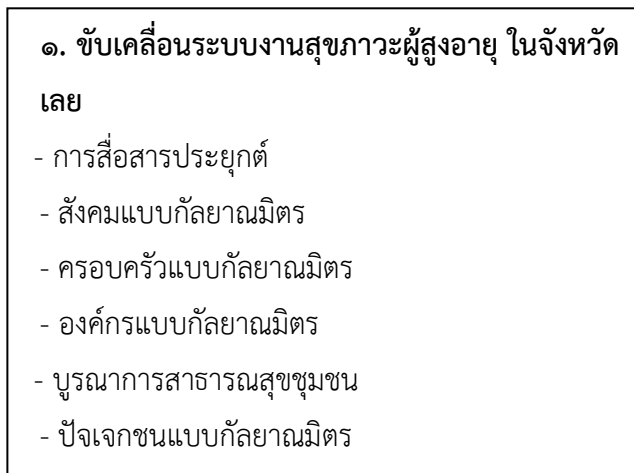 ๑. ขับเคลื่อนระบบงานสุขภาวะผู้สูงอายุ ในจังหวัด
เลย
- การสื่อสารประยุกต์
- สังคมแบบกัลยาณมิตร
- ครอบครัวแบบกัลยาณมิตร
- องค์กรแบบกัลยาณมิตร
- บูรณาการสาธารณสุขชุมชน
- ปัจเจกชนแบบกัลยาณมิตร